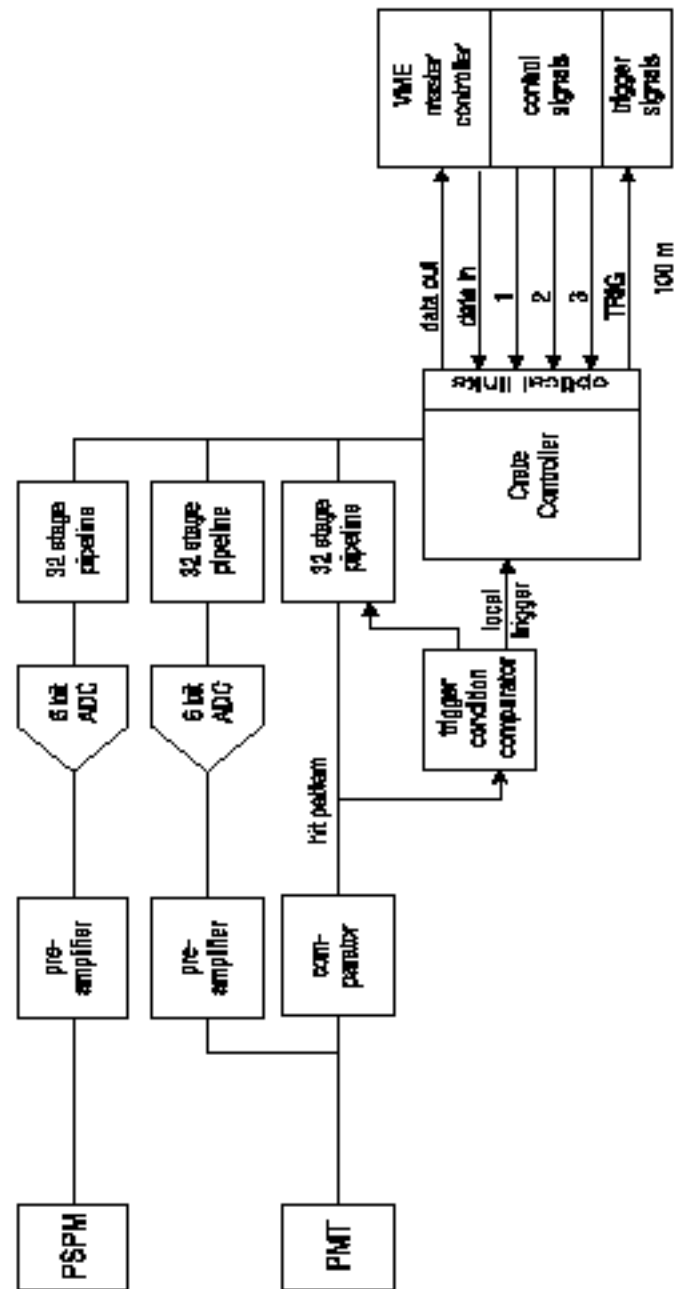 PSPM
pre-
amplifier
6 bit
ADC
32 stage
pipeline
pre-
amplifier
6 bit
ADC
32 stage
pipeline
PMT
com-
parator
hit pattern
32 stage
pipeline
trigger
condition
comparator
local
trigger
Crate
Controller
optical links
data out
data in
1
2
3
TRIG
100 m
VME
master/
controller
control
signals
trigger
signals